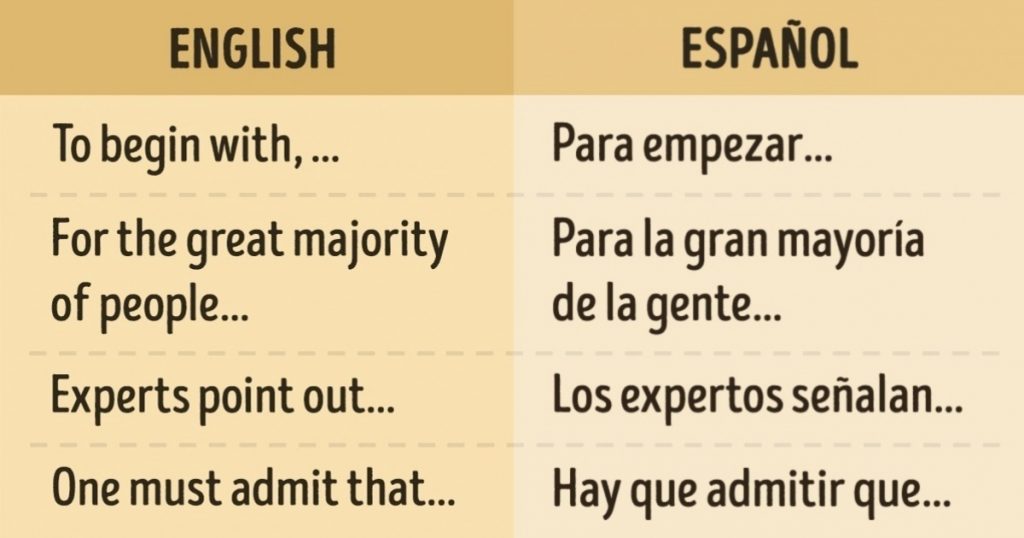 ENGLISH
ESPAÑOL
To begin with, ...
Para empezar...
For the great majority
of people...
Para la gran mayoría
de la gente...
Experts point out...
Los expertos señalan...
One must admit that...
Hay que admitir que...